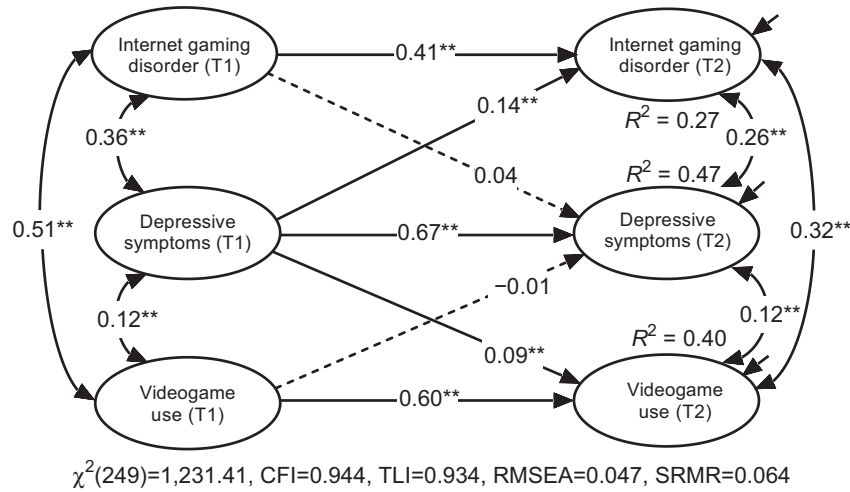 Internet gaming
disorder (T1)
0.41**
Internet gaming
disorder (T2)
0.14**
R² = 0.27
0.36**
0.26**
0.04
R² = 0.47
0.51**
Depressive
symptoms (T1)
0.67**
Depressive
symptoms (T2)
0.32**
−0.01
0.12**
0.12**
0.09**
R² = 0.40
Videogame
use (T1)
0.60**
Videogame
use (T2)
χ²(249)=1,231.41, CFI=0.944, TLI=0.934, RMSEA=0.047, SRMR=0.064